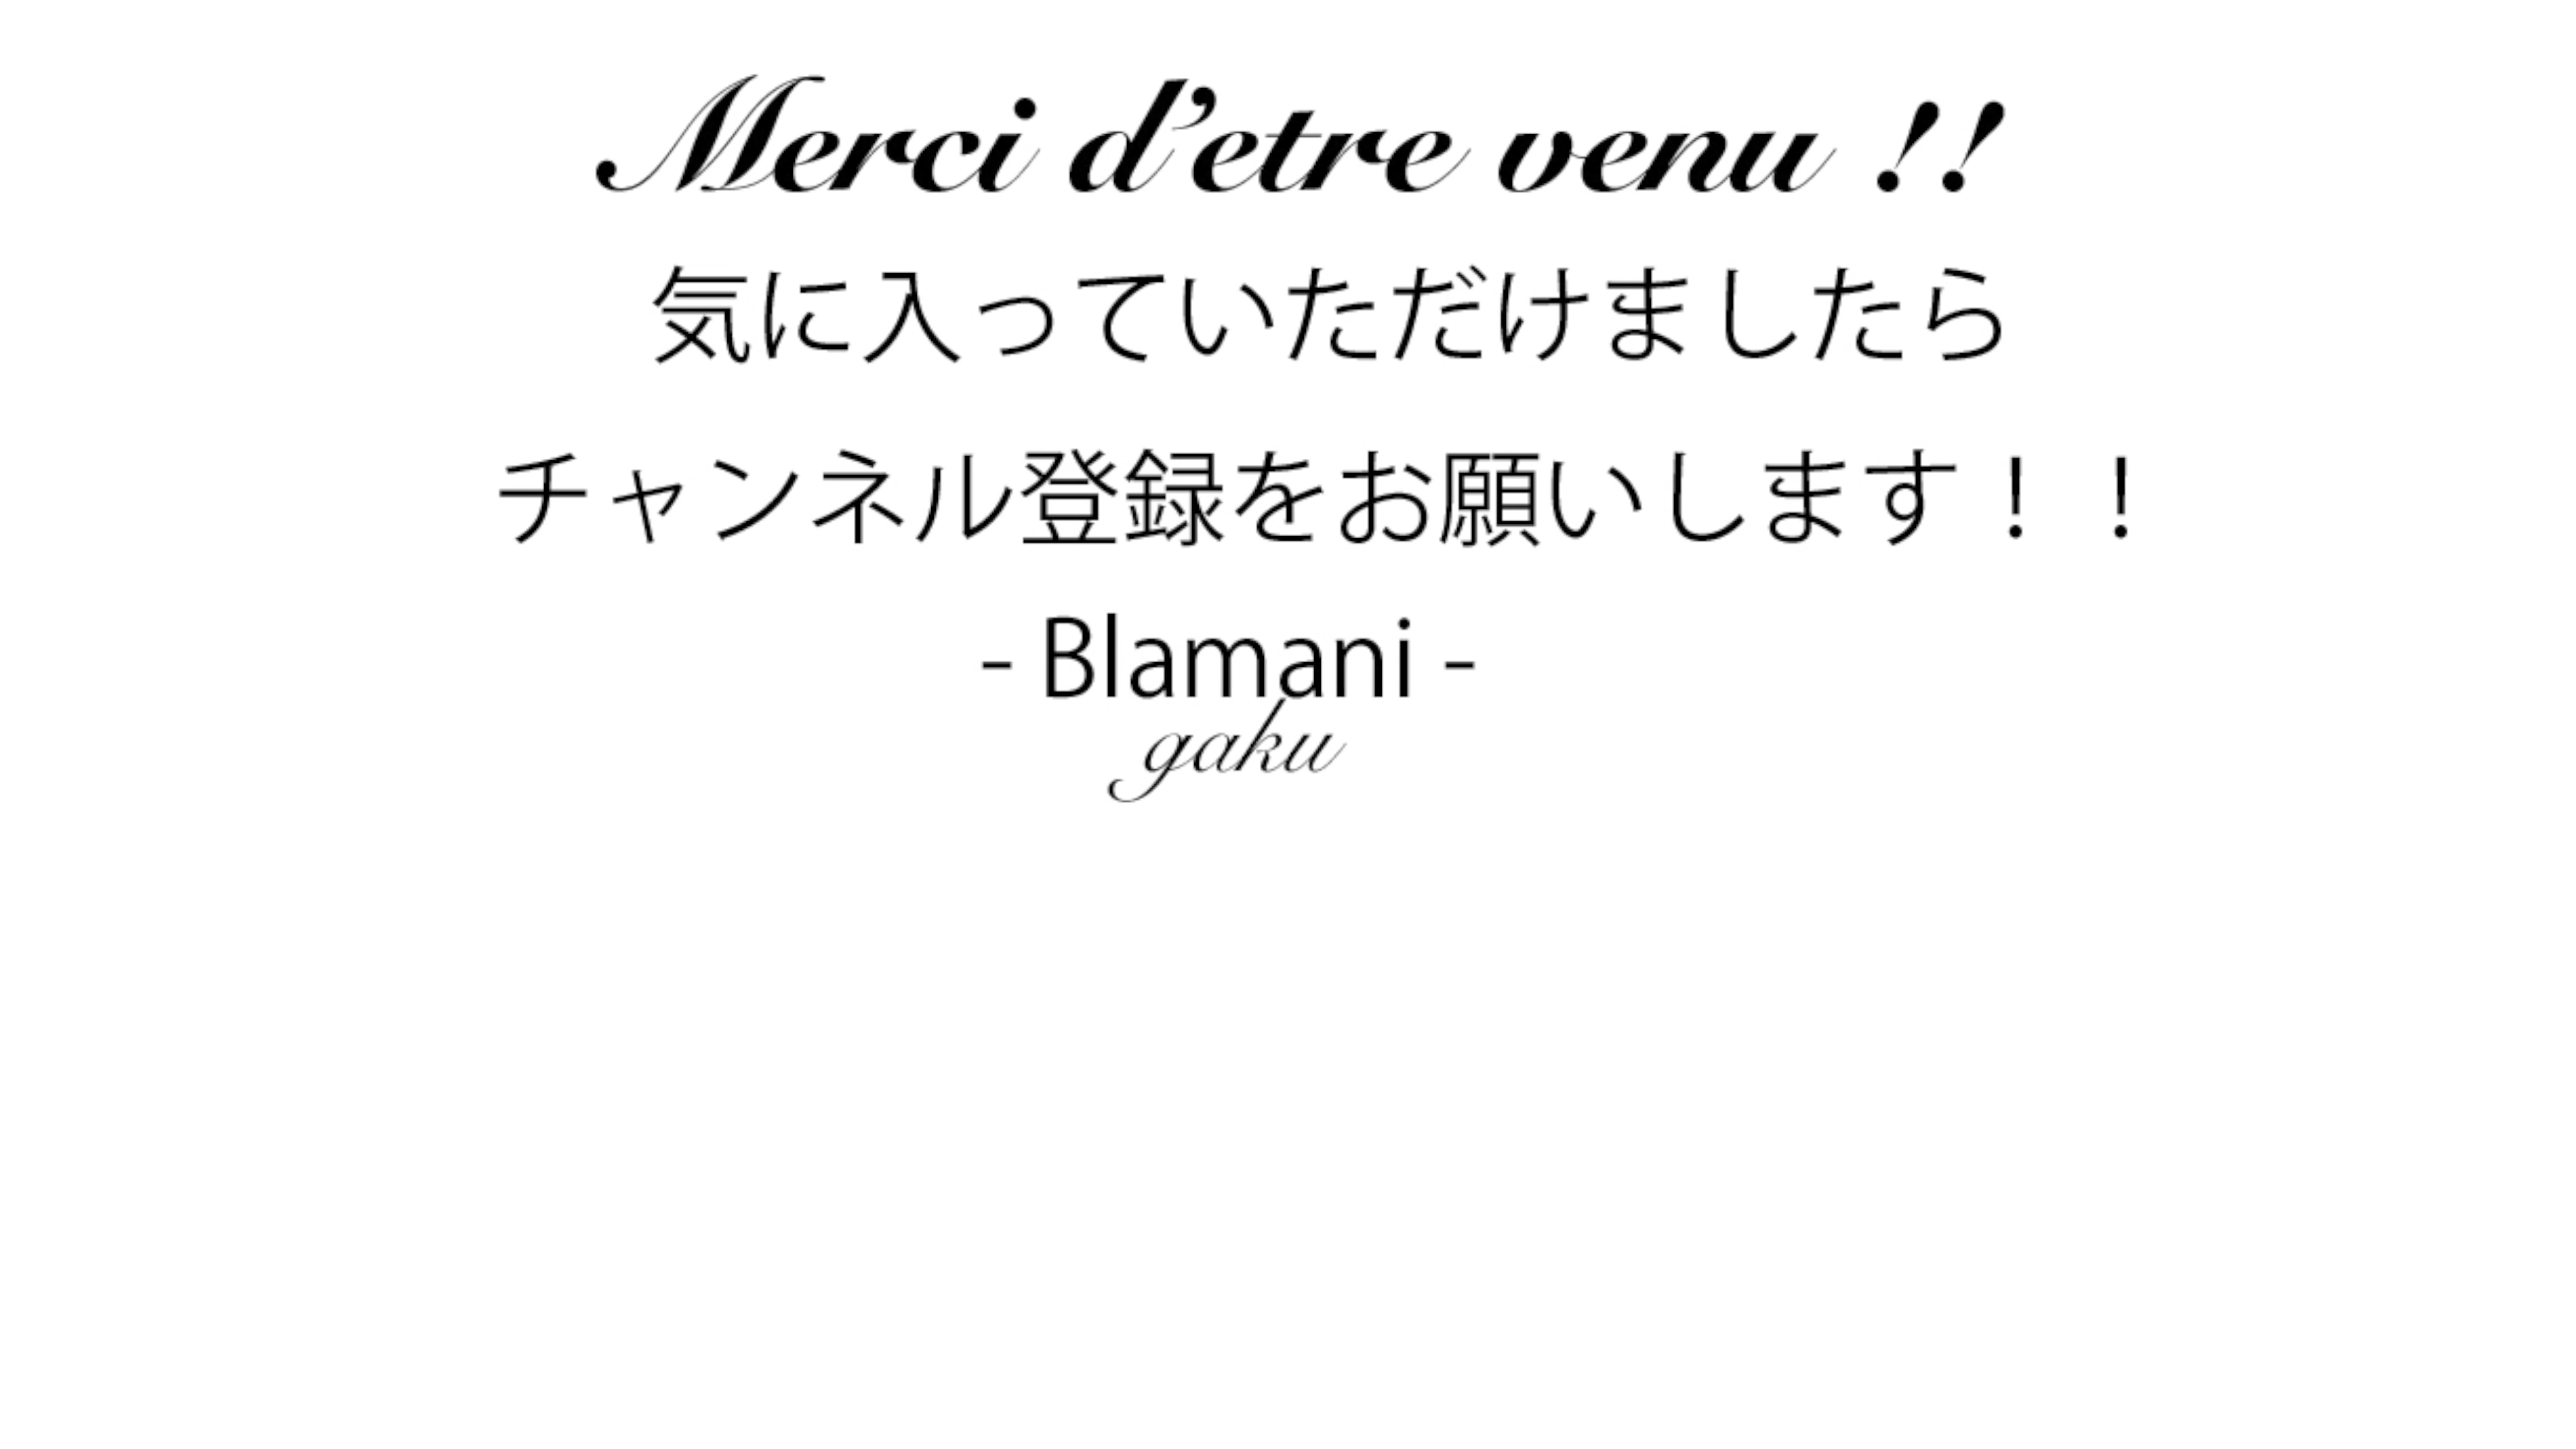 Merci d’etre venu !!
気に入っていただけましたら
チャンネル登録をお願いします！！
- Blamani -
gaku